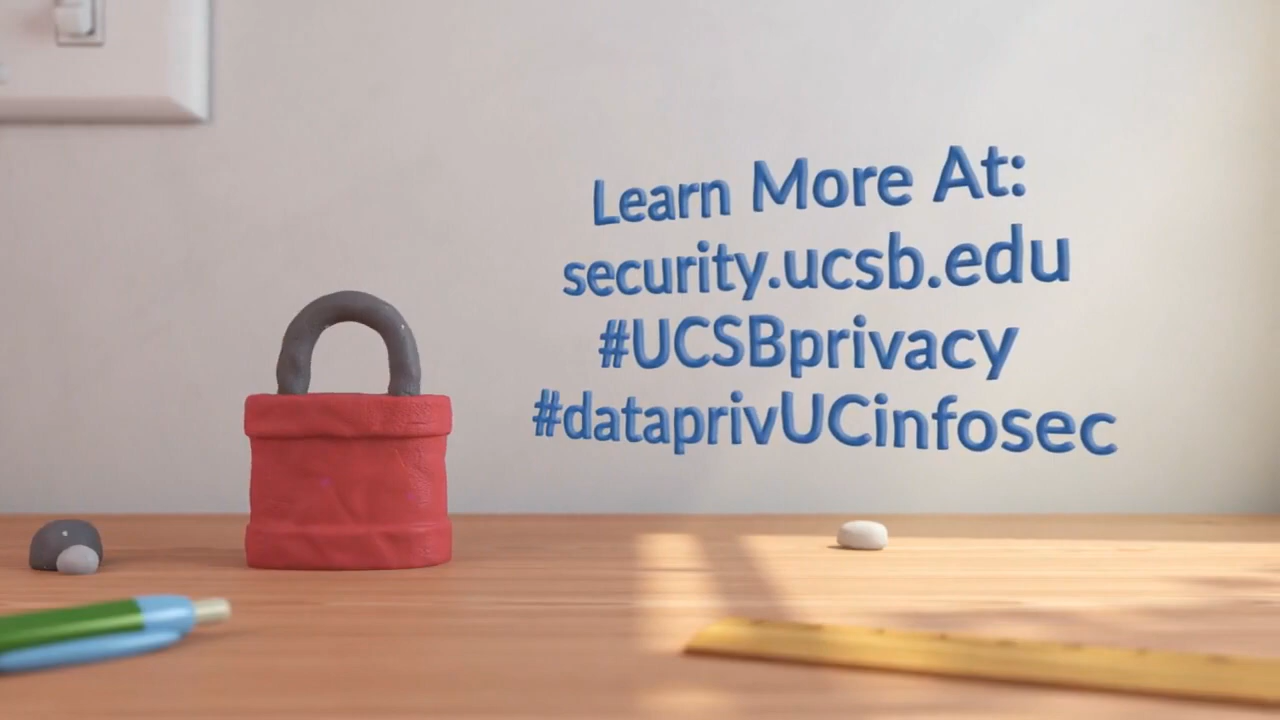 Learn More At:
security.ucsb.edu
#UCSBprivacy
#dataprivUCinfosec